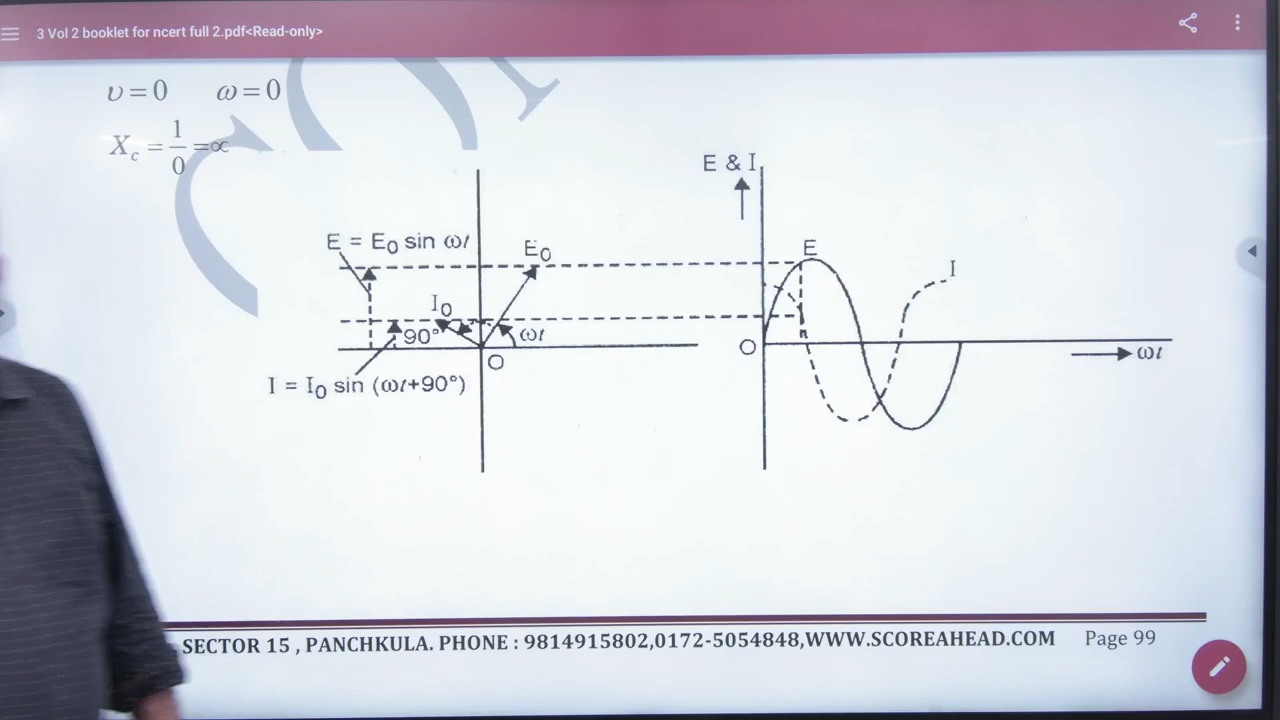 3 Vol 2 booklet for ncert full 2.pdf<Read-only>
υ = 0 ω = 0
X_c = 1/0 = ∝
E & I
E = E₀ sin ωt
E₀
E
I
I₀
90°
ωt
O
O
ωt
I = I₀ sin (ωt+90°)
SECTOR 15 , PANCHKULA. PHONE : 9814915802,0172-5054848,WWW.SCOREAHEAD.COM Page 99